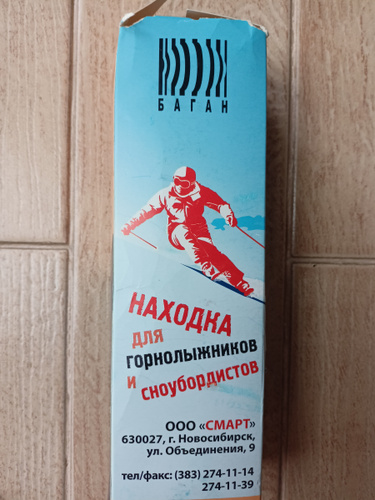 БАГАН
НАХОДКА
для
ГОРНОЛЫЖНИКОВ
и
сноубордистов
ООО «СМАРТ»
630027, г. Новосибирск,
ул. Объединения, 9
тел/факс: (383) 274-11-14
274-11-39